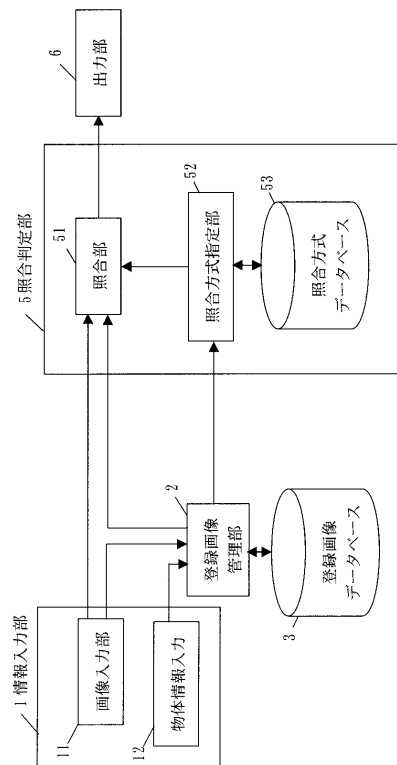 1 情報入力部
11
画像入力部
12
物体情報入力
2
登録画像
管理部
3
登録画像
データベース
5 照合判定部
51
照合部
52
照合方式指定部
53
照合方式
データベース
6
出力部